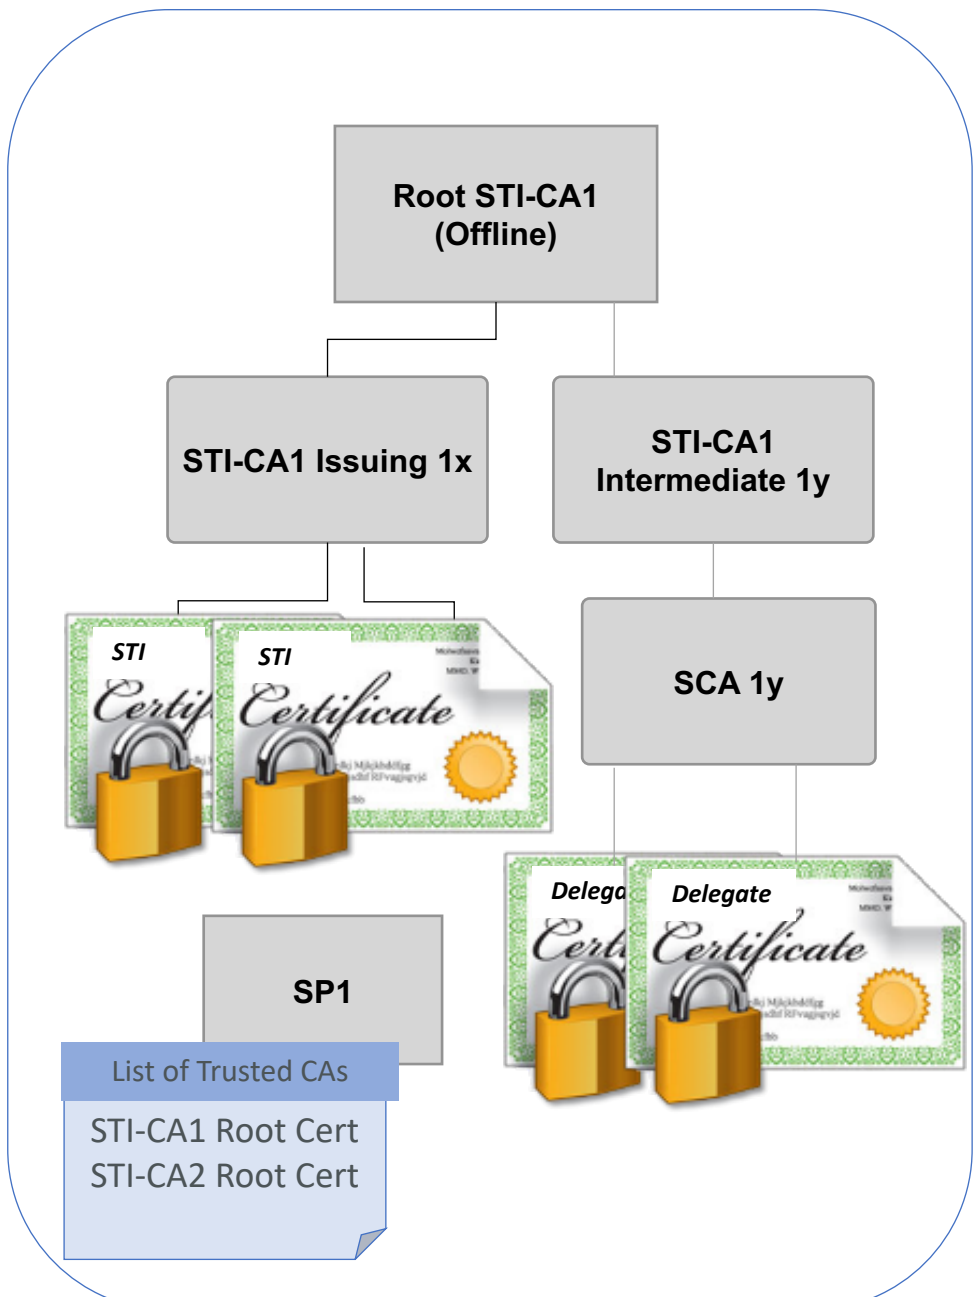 Root STI-CA1
(Offline)
STI-CA1 Issuing 1x
STI-CA1
Intermediate 1y
STI
STI
Certif
Certificate
SCA 1y
Delega
Delegate
Certificate
SP1
List of Trusted CAs
STI-CA1 Root Cert
STI-CA2 Root Cert